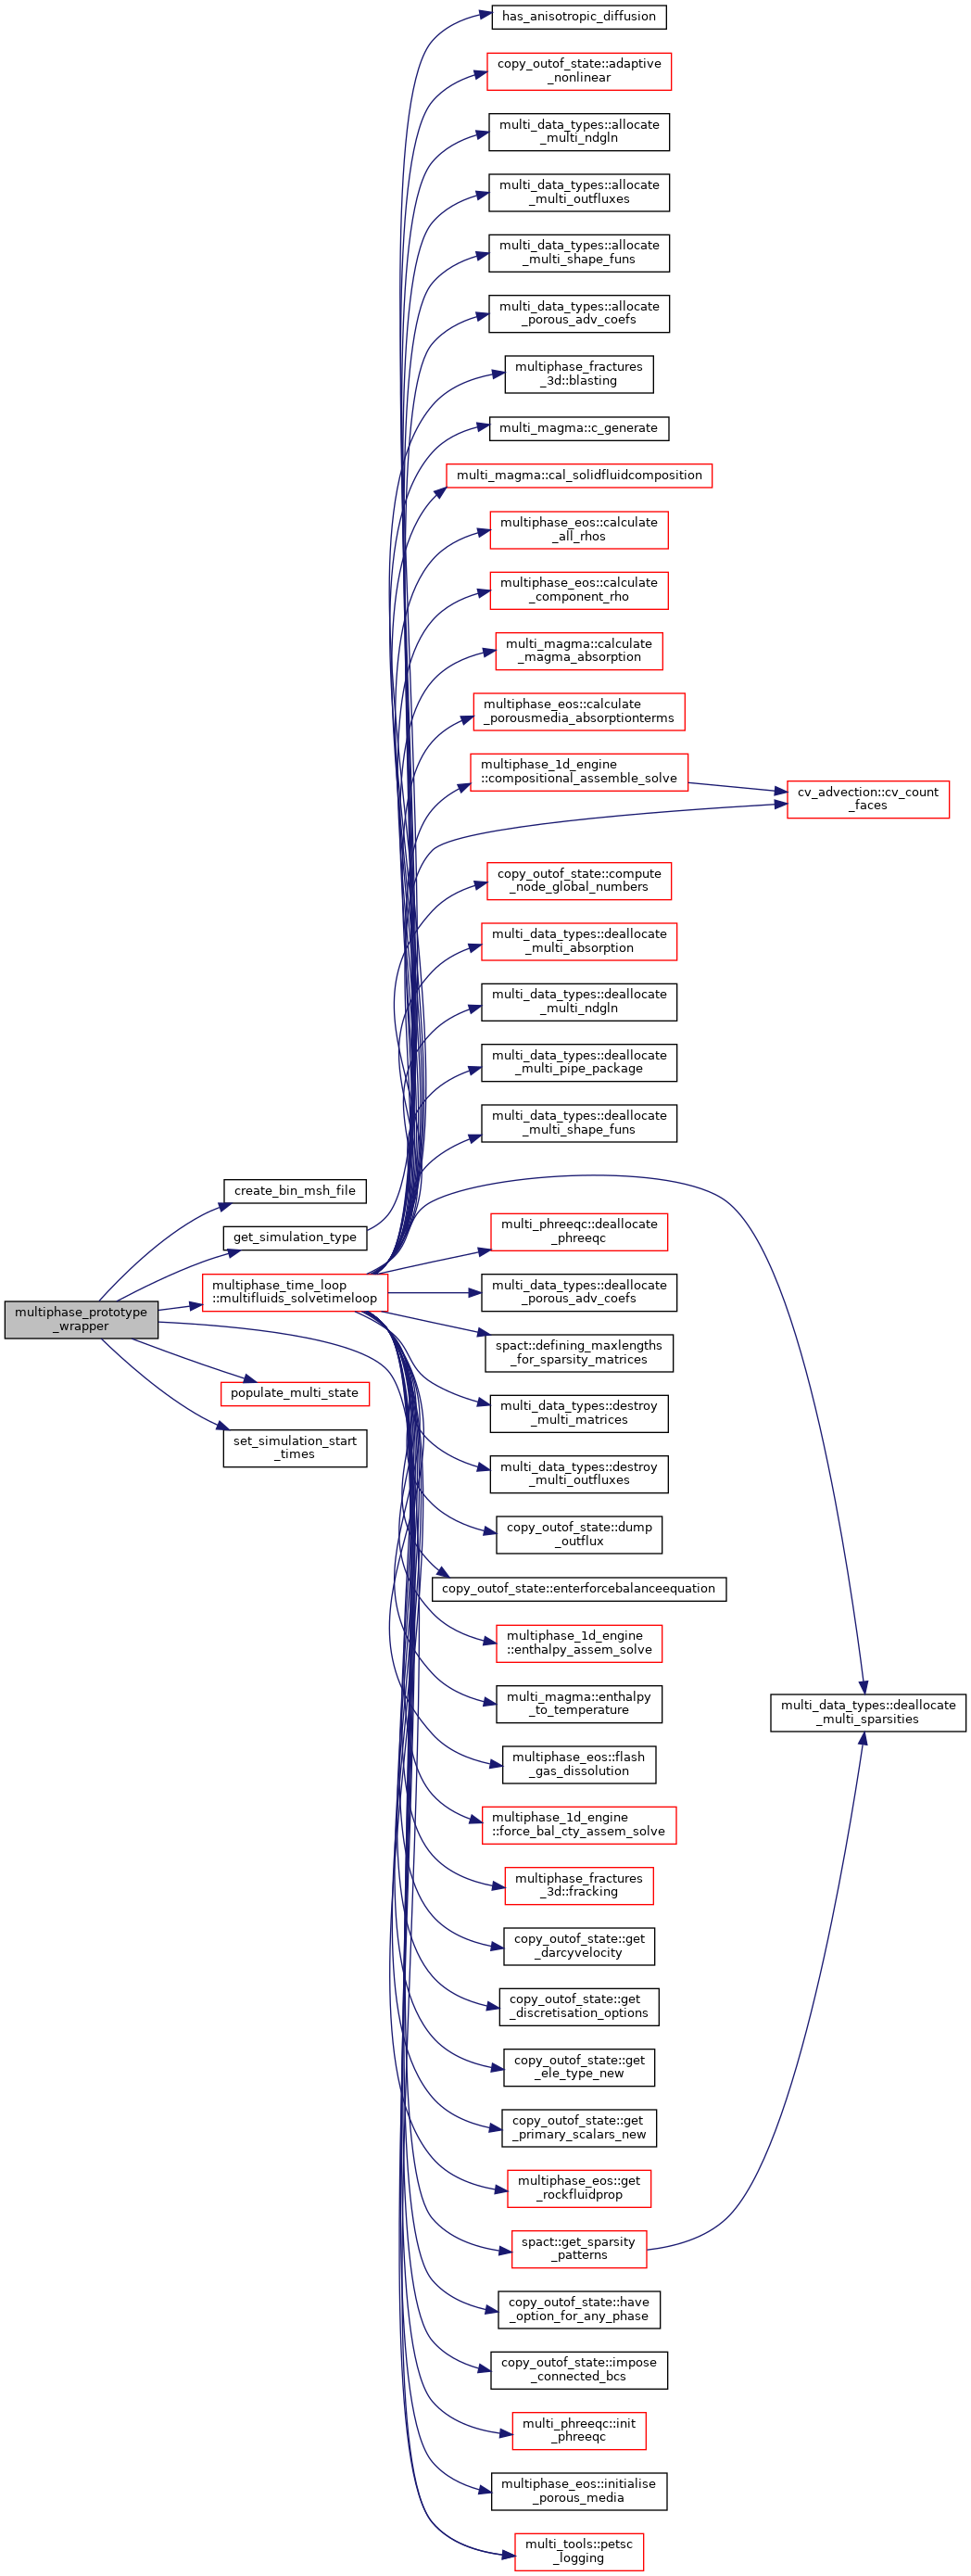 has_anisotropic_diffusion
copy_outof_state::adaptive
_nonlinear
multi_data_types::allocate
_multi_ndgln
multi_data_types::allocate
_multi_outfluxes
multi_data_types::allocate
_multi_shape_funs
multi_data_types::allocate
_porous_adv_coefs
multiphase_fractures
_3d::blasting
multi_magma::c_generate
multi_magma::cal_solidfluidcomposition
multiphase_eos::calculate
_all_rhos
multiphase_eos::calculate
_component_rho
multi_magma::calculate
_magma_absorption
multiphase_eos::calculate
_porousmedia_absorptionterms
multiphase_1d_engine
::compositional_assemble_solve
cv_advection::cv_count
_faces
copy_outof_state::compute
_node_global_numbers
multi_data_types::deallocate
_multi_absorption
multi_data_types::deallocate
_multi_ndgln
multi_data_types::deallocate
_multi_pipe_package
multi_data_types::deallocate
_multi_shape_funs
create_bin_msh_file
get_simulation_type
multiphase_time_loop
::multifluids_solvetimeloop
multiphase_prototype
_wrapper
populate_multi_state
set_simulation_start
_times
multi_phreeqc::deallocate
_phreeqc
multi_data_types::deallocate
_porous_adv_coefs
spact::defining_maxlengths
_for_sparsity_matrices
multi_data_types::destroy
_multi_matrices
multi_data_types::destroy
_multi_outfluxes
copy_outof_state::dump
_outflux
copy_outof_state::enterforcebalanceequation
multiphase_1d_engine
::enthalpy_assem_solve
multi_magma::enthalpy
_to_temperature
multi_data_types::deallocate
_multi_sparsities
multiphase_eos::flash
_gas_dissolution
multiphase_1d_engine
::force_bal_cty_assem_solve
multiphase_fractures
_3d::fracking
copy_outof_state::get
_darcyvelocity
copy_outof_state::get
_discretisation_options
copy_outof_state::get
_ele_type_new
copy_outof_state::get
_primary_scalars_new
multiphase_eos::get
_rockfluidprop
spact::get_sparsity
_patterns
copy_outof_state::have
_option_for_any_phase
copy_outof_state::impose
_connected_bcs
multi_phreeqc::init
_phreeqc
multiphase_eos::initialise
_porous_media
multi_tools::petsc
_logging